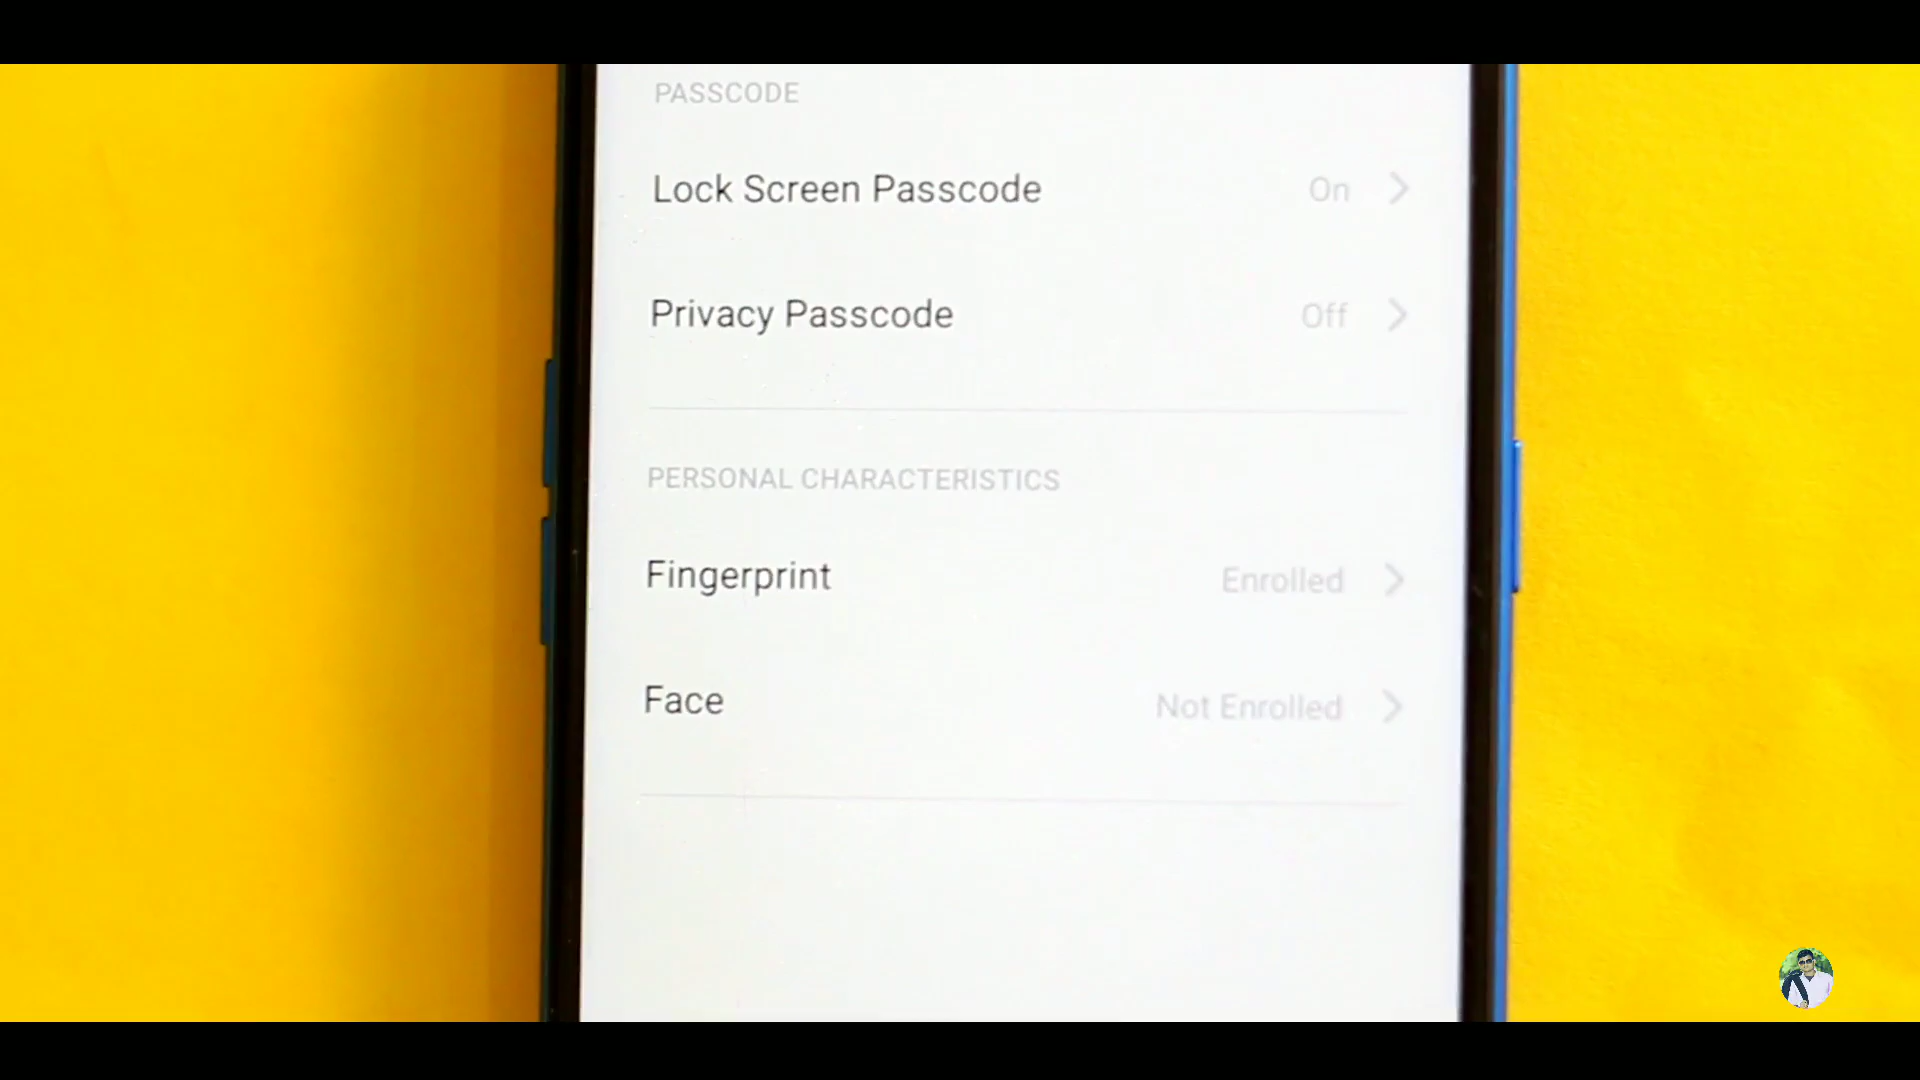 PASSCODE
Lock Screen Passcode On
Privacy Passcode Off
PERSONAL CHARACTERISTICS
Fingerprint Enrolled
Face Not Enrolled